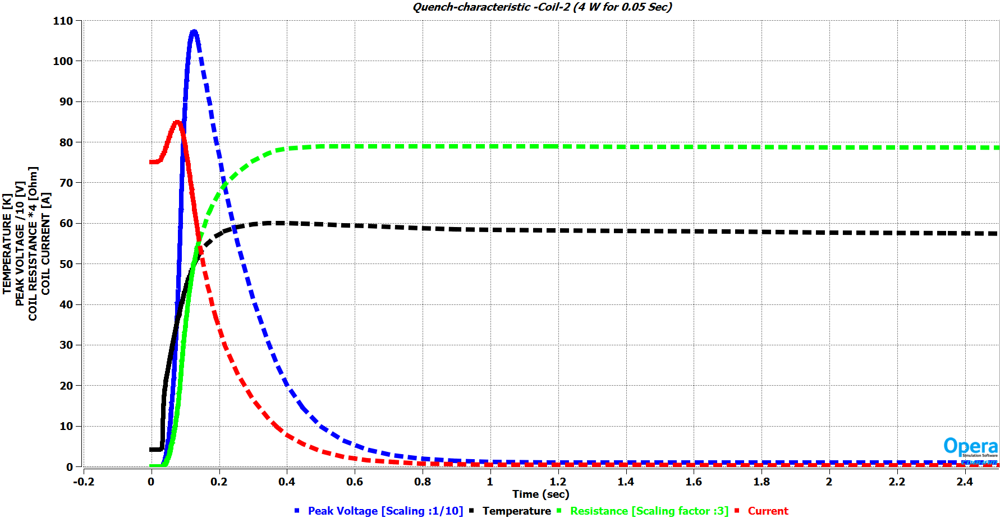 Quench-characteristic -Coil-2 (4 W for 0.05 Sec)
TEMPERATURE [K]
PEAK VOLTAGE /10 [V]
COIL RESISTANCE *4 [Ohm]
COIL CURRENT [A]
110
100
90
80
70
60
50
40
30
20
10
0
-0.2 0 0.2 0.4 0.6 0.8 1 1.2 1.4 1.6 1.8 2 2.2 2.4
Time (sec)
Opera
Simulation Software
Peak Voltage [Scaling :1/10] Temperature Resistance [Scaling factor :3] Current